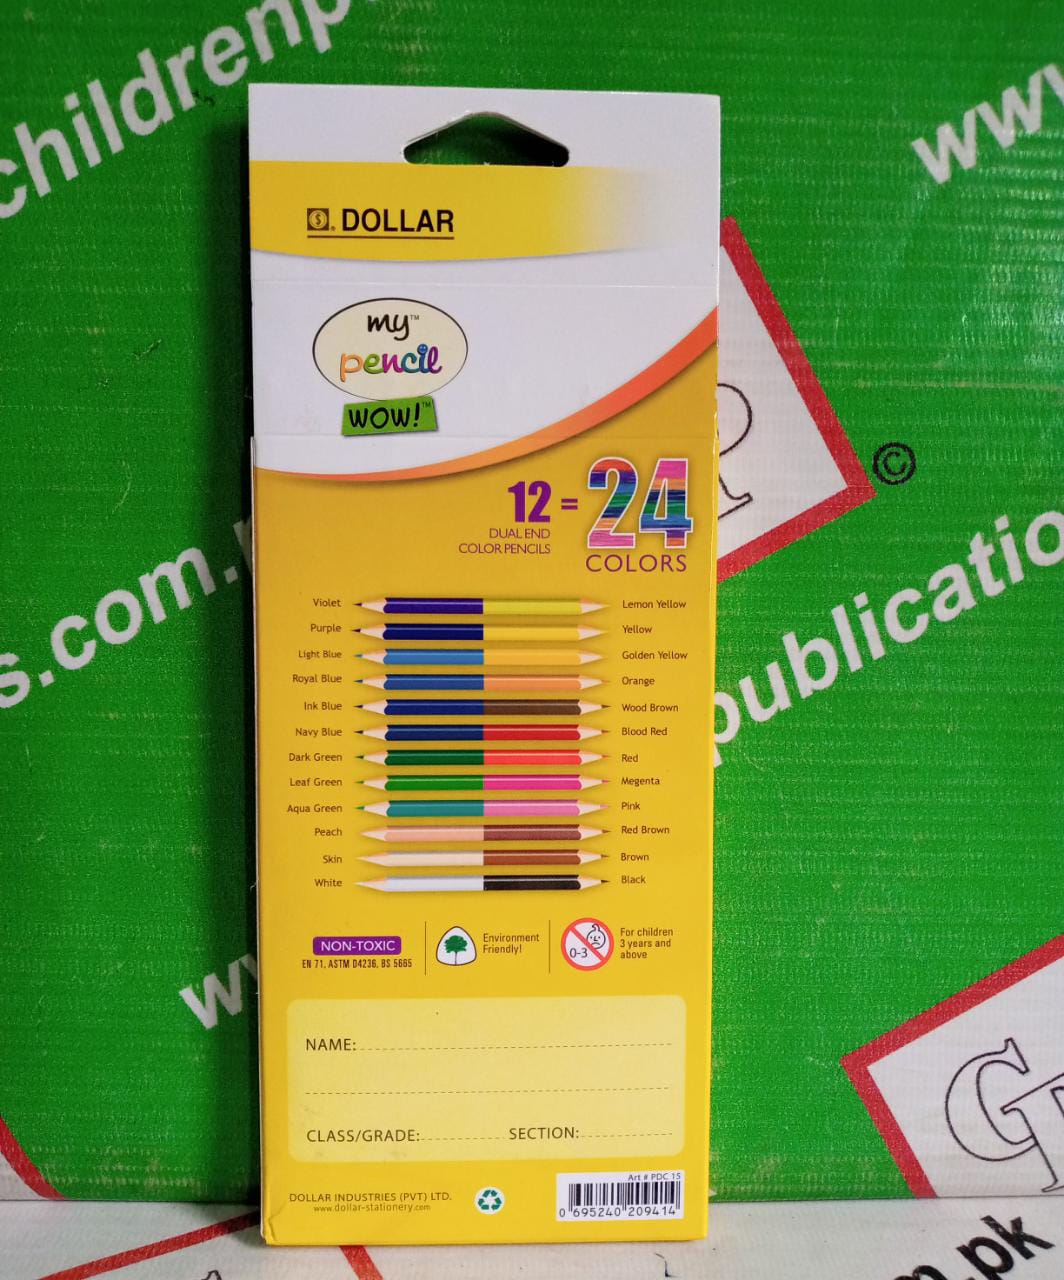 childrenp
www
$. DOLLAR
my™
pencil
WOW!™
12 = 24
DUAL END
COLOR PENCILS
COLORS
©
s.com.
publicatio
Violet Lemon Yellow
Purple Yellow
Light Blue Golden Yellow
Royal Blue Orange
Ink Blue Wood Brown
Navy Blue Blood Red
Dark Green Red
Leaf Green Megenta
Aqua Green Pink
Peach Red Brown
Skin Brown
White Black
NON-TOXIC
EN 71, ASTM D4236, BS 5665
Environment
Friendly!
0-3
For children
3 years and
above
NAME:
CLASS/GRADE: SECTION:
DOLLAR INDUSTRIES (PVT) LTD.
www.dollar-stationery.com
Art # PDC 15
0 695240 209414
.pk